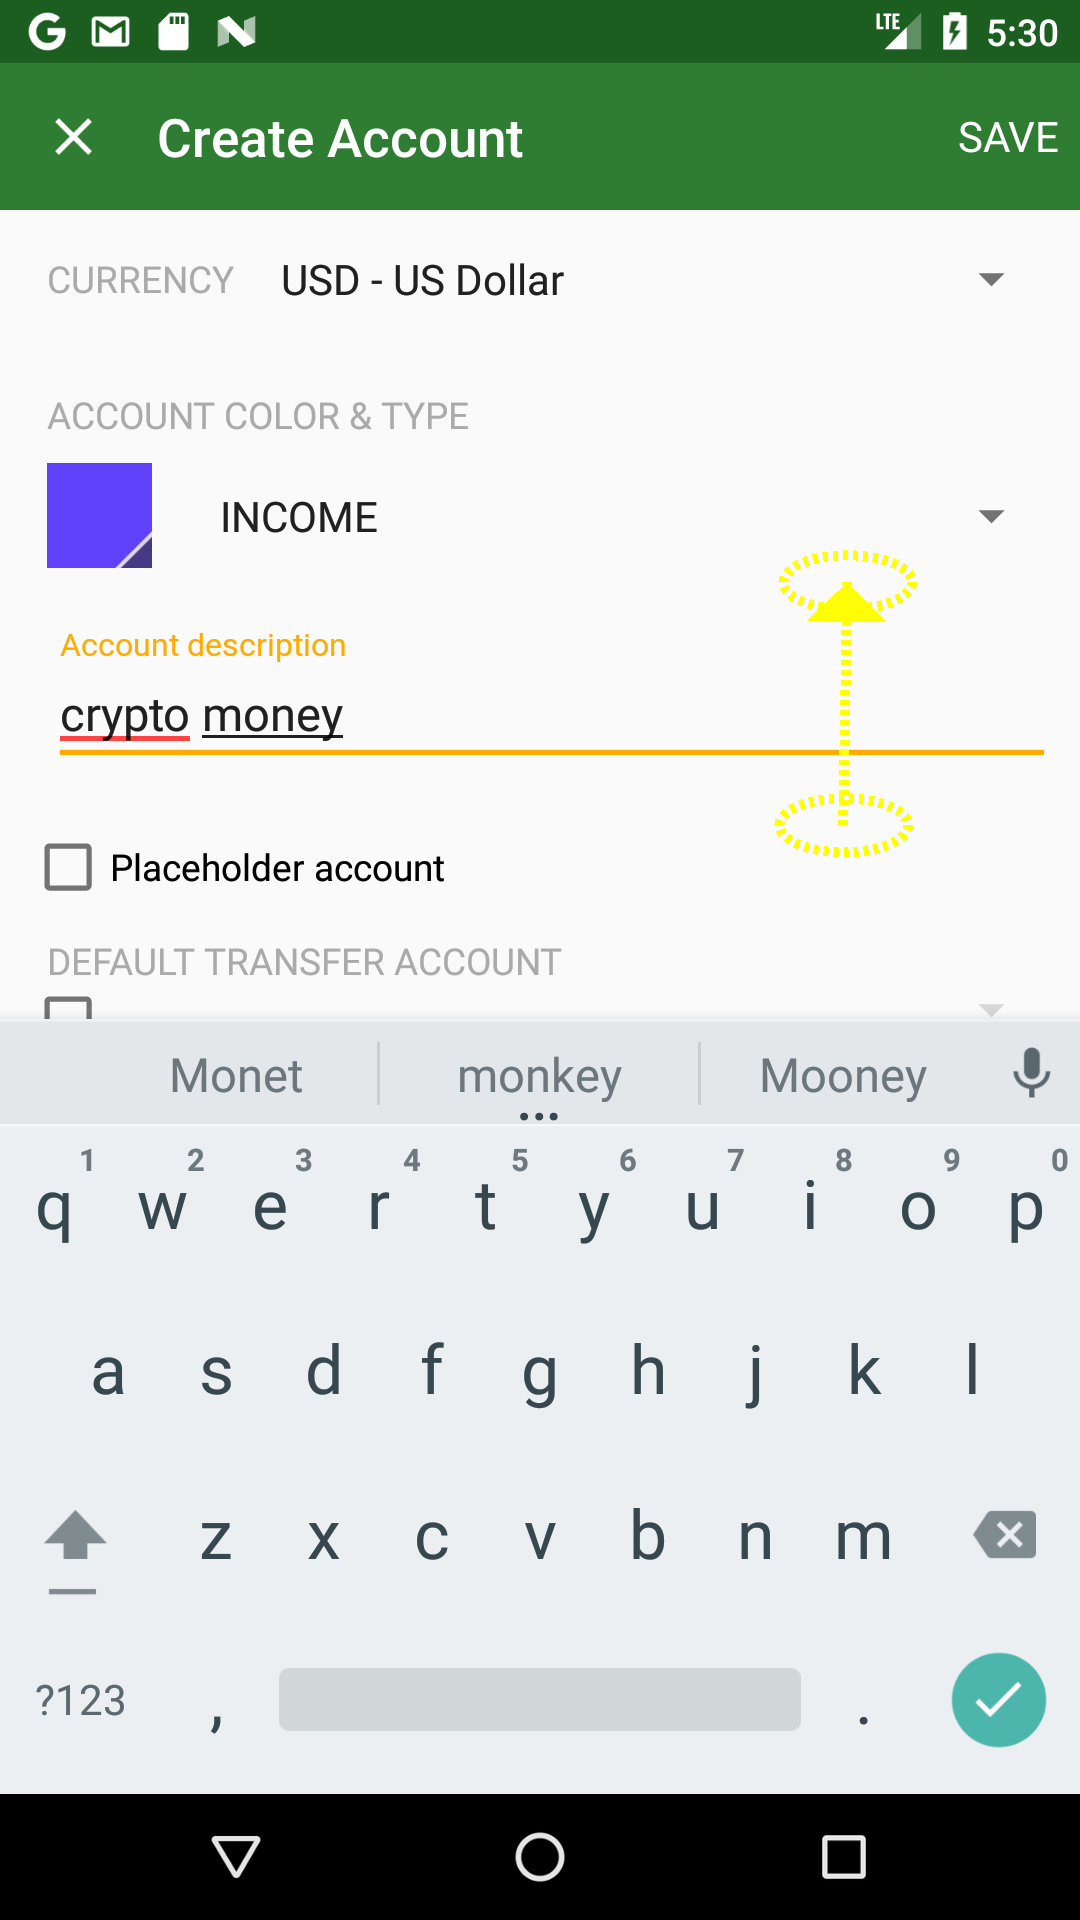 LTE 5:30
Create Account SAVE
CURRENCY USD - US Dollar
ACCOUNT COLOR & TYPE
INCOME
Account description
crypto money
Placeholder account
DEFAULT TRANSFER ACCOUNT
Monet monkey Mooney
1 2 3 4 5 6 7 8 9 0
q w e r t y u i o p
a s d f g h j k l
z x c v b n m
?123 , .